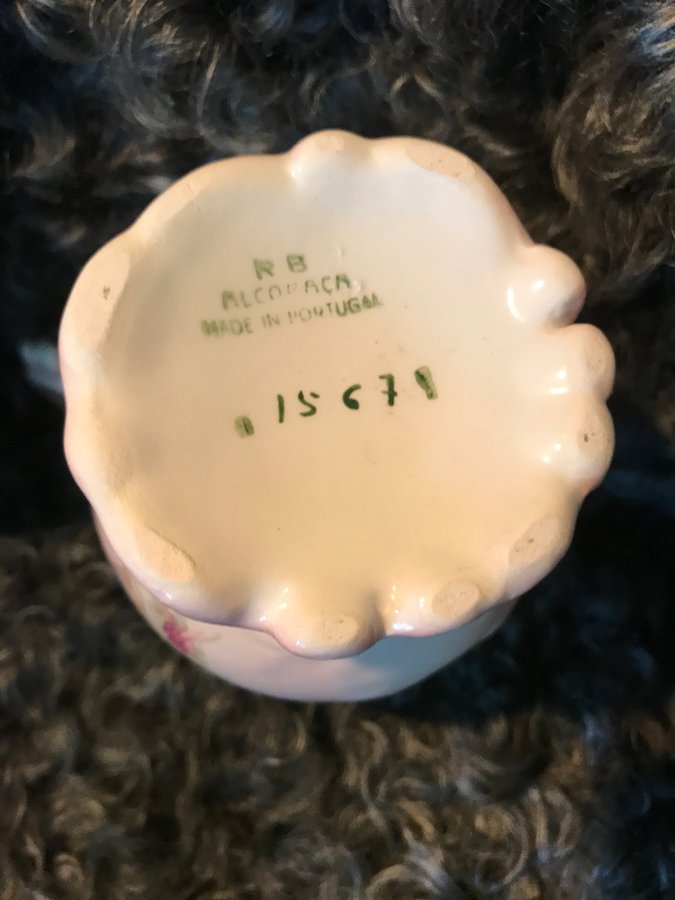 RB
ALCOBAÇA
MADE IN PORTUGAL
1567